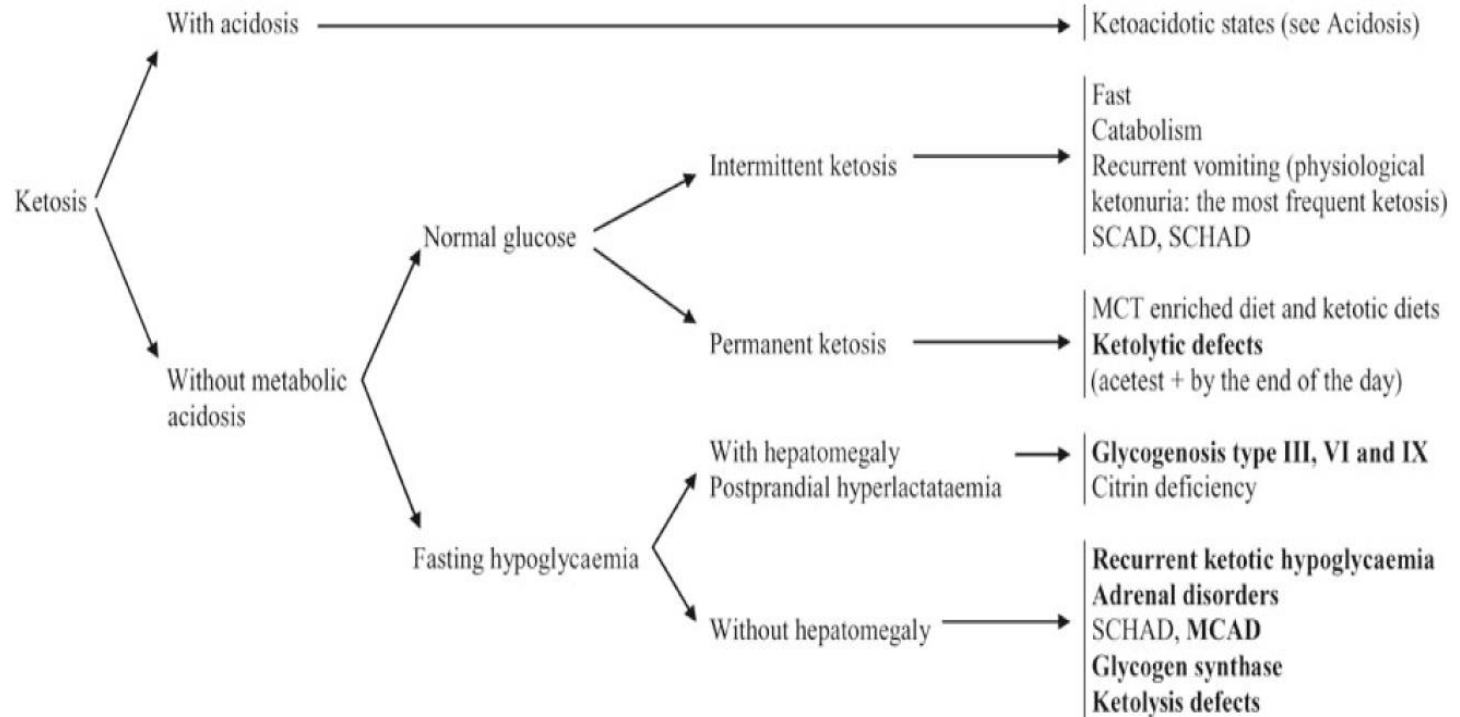 With acidosis
Ketoacidotic states (see Acidosis)
Fast
Catabolism
Intermittent ketosis
Recurrent vomiting (physiological
ketonuria: the most frequent ketosis)
SCAD, SCHAD
Ketosis
Normal glucose
MCT enriched diet and ketotic diets
Permanent ketosis
Ketolytic defects
(acetest + by the end of the day)
Without metabolic
acidosis
With hepatomegaly
Postprandial hyperlactataemia
Glycogenosis type III, VI and IX
Citrin deficiency
Fasting hypoglycaemia
Recurrent ketotic hypoglycaemia
Adrenal disorders
Without hepatomegaly
SCHAD, MCAD
Glycogen synthase
Ketolysis defects